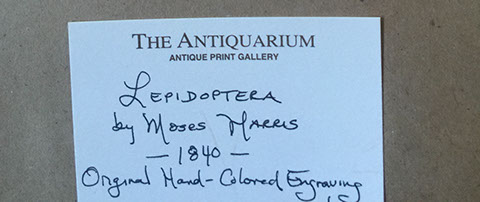 THE ANTIQUARIUM
ANTIQUE PRINT GALLERY
LEPIDOPTERA
by MOSES HARRIS
— 1840 —
Original Hand-Colored Engraving